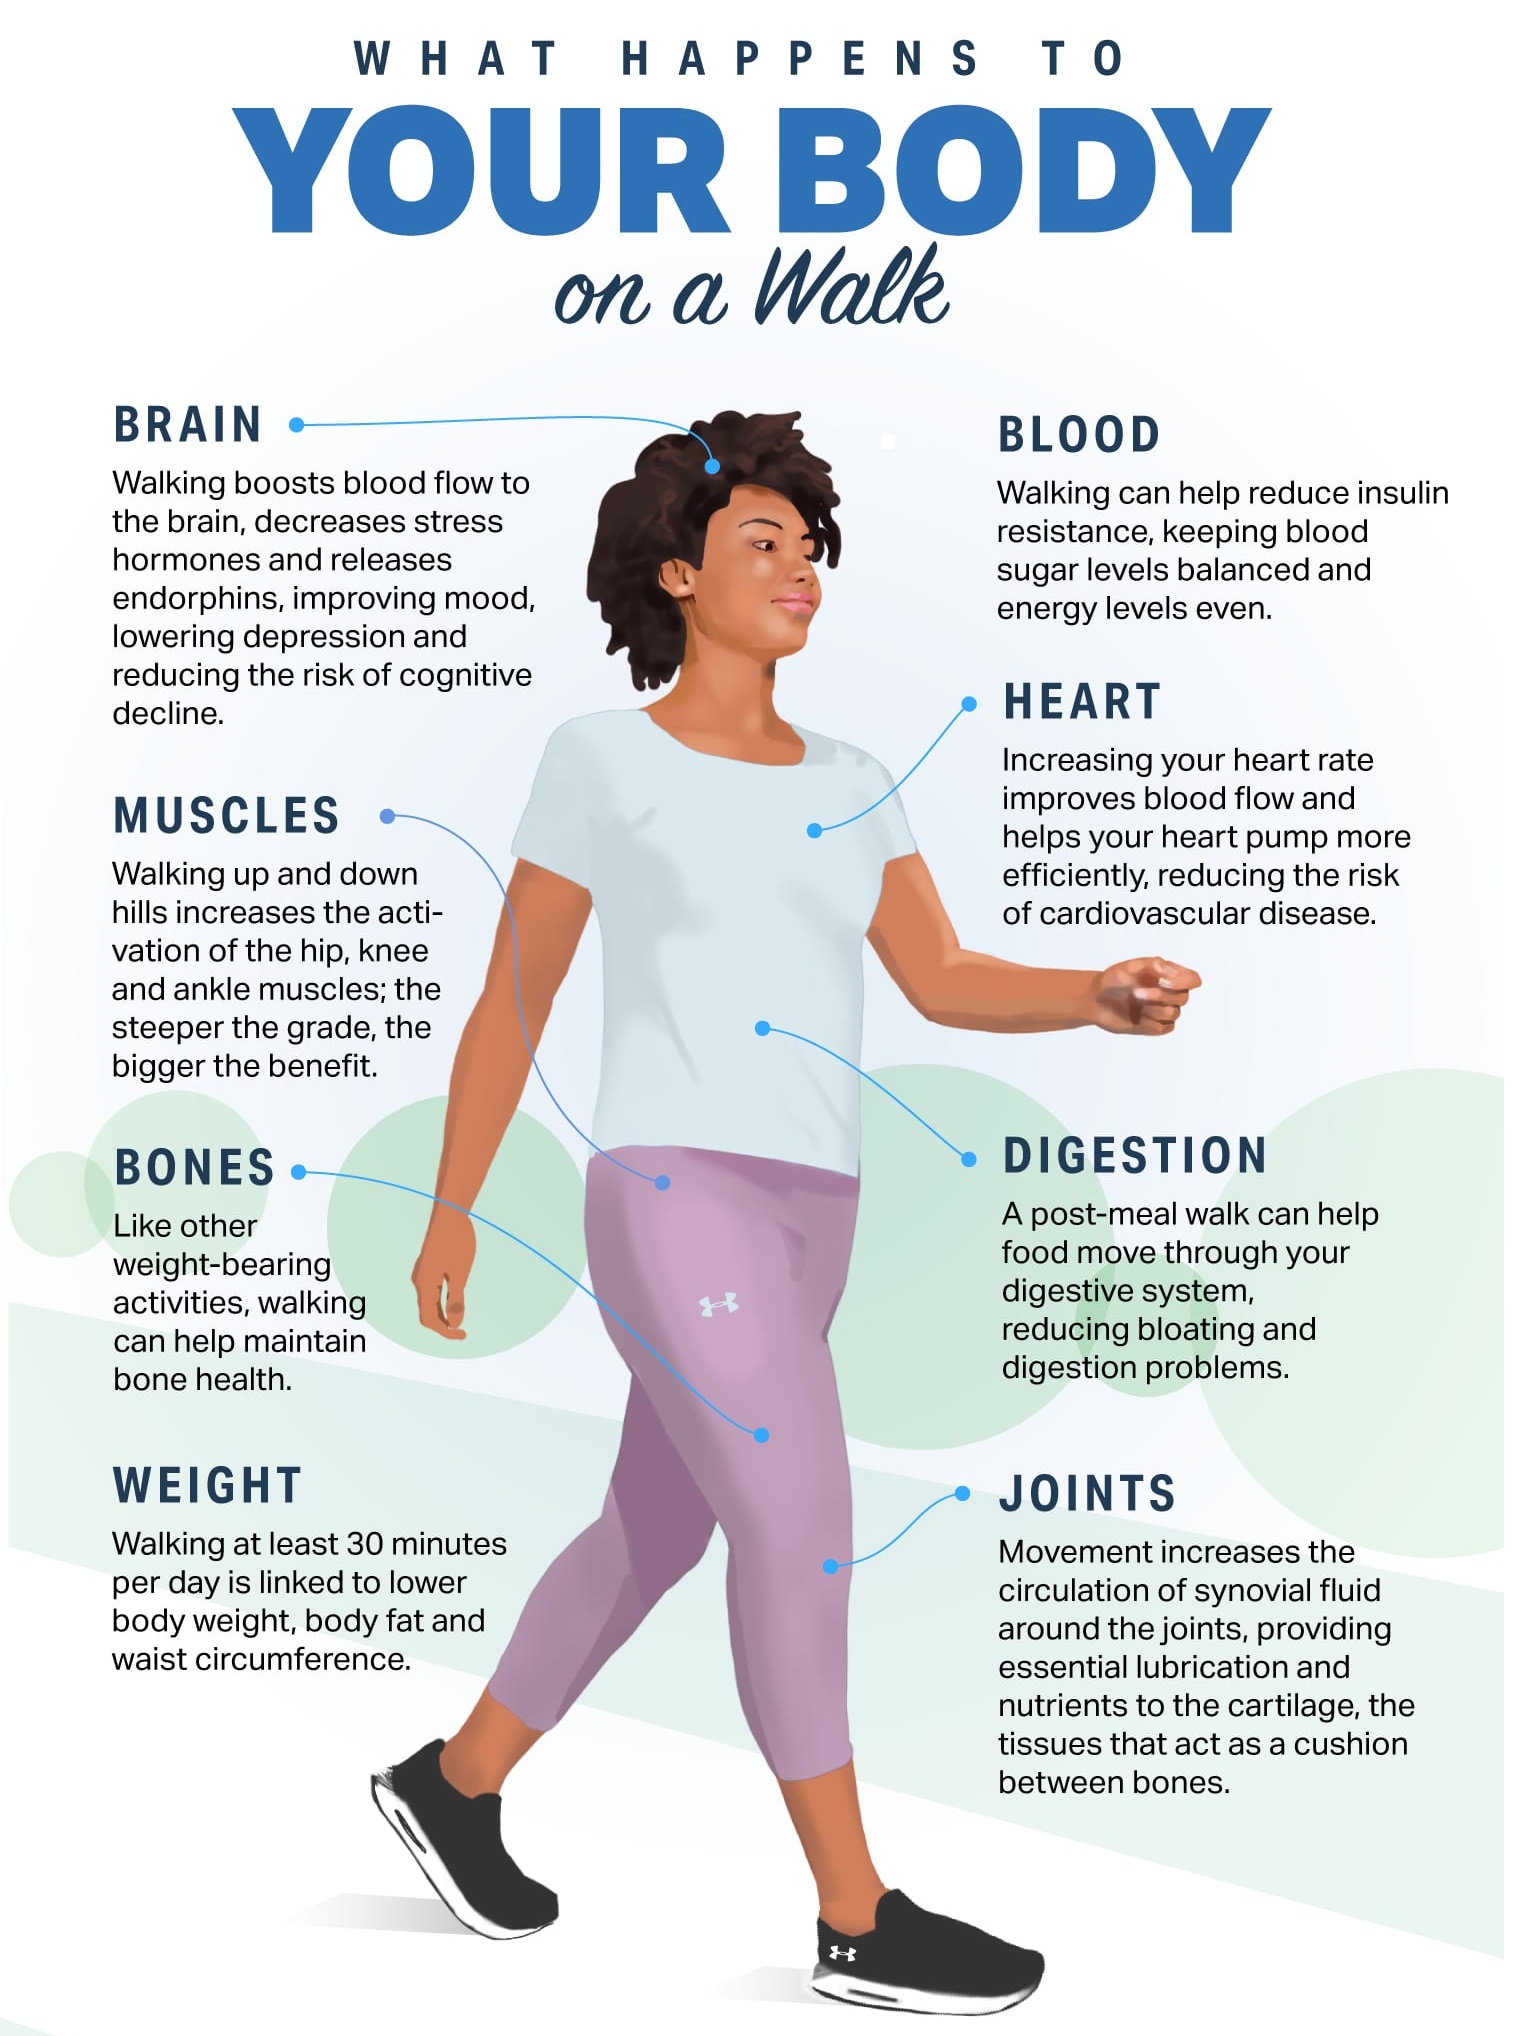 WHAT HAPPENS TO
YOUR BODY
on a Walk
BRAIN
Walking boosts blood flow to
the brain, decreases stress
hormones and releases
endorphins, improving mood,
lowering depression and
reducing the risk of cognitive
decline.
MUSCLES
Walking up and down
hills increases the acti-
vation of the hip, knee
and ankle muscles; the
steeper the grade, the
bigger the benefit.
BONES
Like other
weight-bearing
activities, walking
can help maintain
bone health.
WEIGHT
Walking at least 30 minutes
per day is linked to lower
body weight, body fat and
waist circumference.
BLOOD
Walking can help reduce insulin
resistance, keeping blood
sugar levels balanced and
energy levels even.
HEART
Increasing your heart rate
improves blood flow and
helps your heart pump more
efficiently, reducing the risk
of cardiovascular disease.
DIGESTION
A post-meal walk can help
food move through your
digestive system,
reducing bloating and
digestion problems.
JOINTS
Movement increases the
circulation of synovial fluid
around the joints, providing
essential lubrication and
nutrients to the cartilage, the
tissues that act as a cushion
between bones.